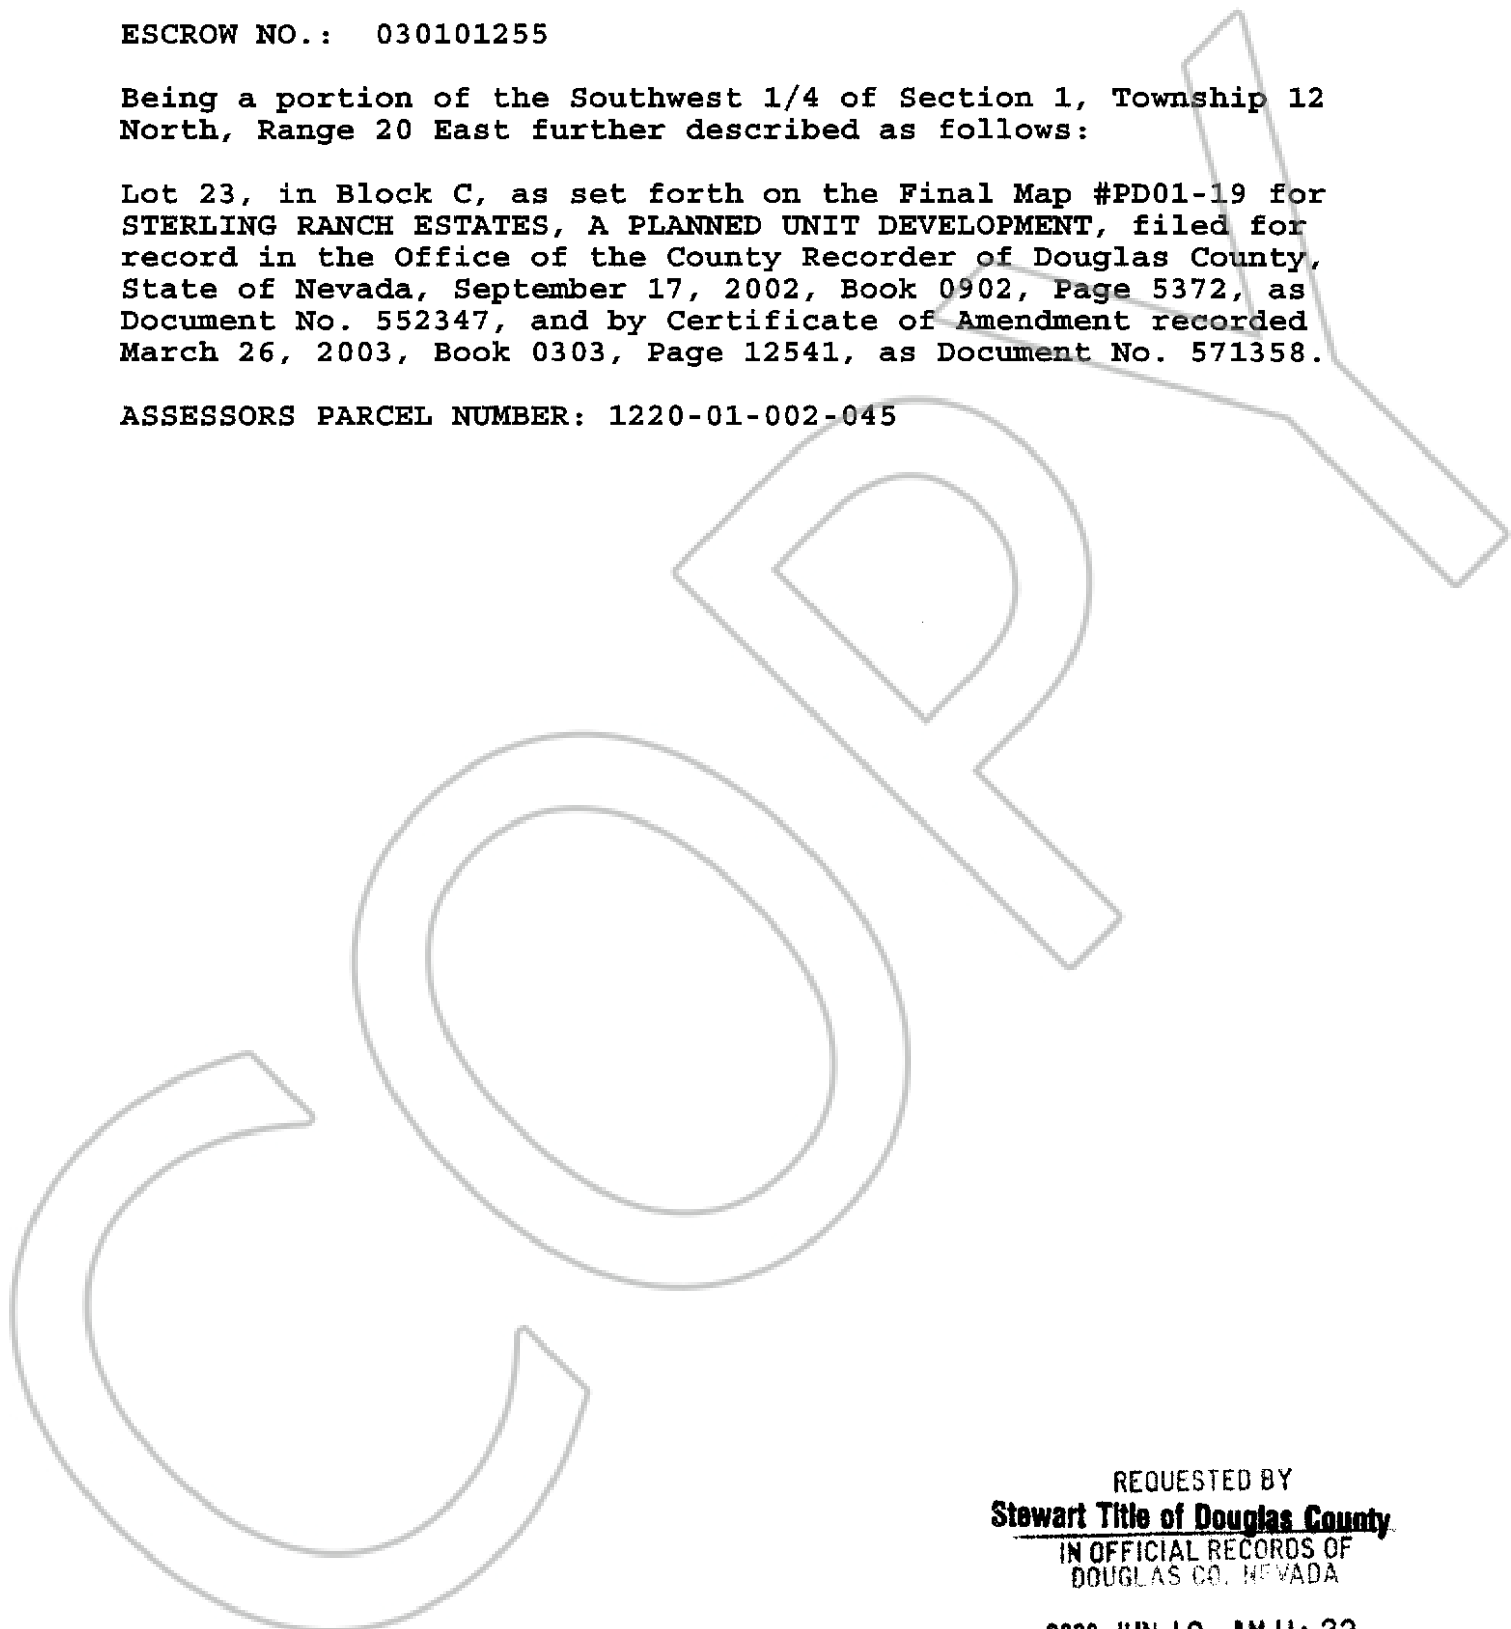 ESCROW NO.: 030101255
Being a portion of the Southwest 1/4 of Section 1, Township 12
North, Range 20 East further described as follows:
Lot 23, in Block C, as set forth on the Final Map #PD01-19 for
STERLING RANCH ESTATES, A PLANNED UNIT DEVELOPMENT, filed for
record in the Office of the County Recorder of Douglas County,
State of Nevada, September 17, 2002, Book 0902, Page 5372, as
Document No. 552347, and by Certificate of Amendment recorded
March 26, 2003, Book 0303, Page 12541, as Document No. 571358.
ASSESSORS PARCEL NUMBER: 1220-01-002-045
COPY
REQUESTED BY
Stewart Title of Douglas County
IN OFFICIAL RECORDS OF
DOUGLAS CO. NEVADA
JUN AM